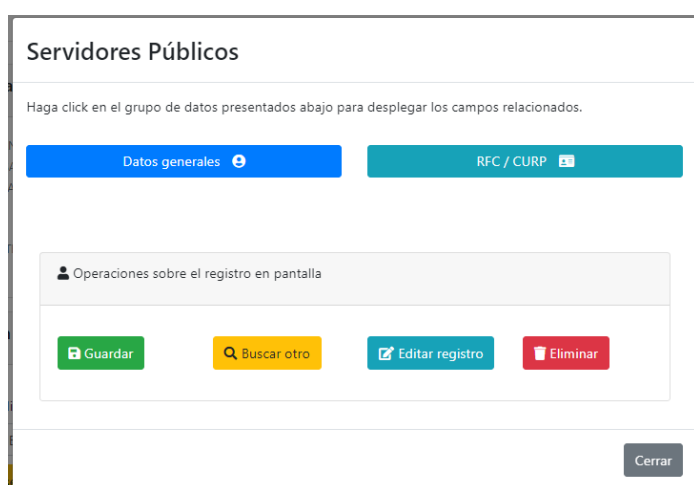 Servidores Públicos
Haga click en el grupo de datos presentados abajo para desplegar los campos relacionados.
Datos generales
RFC / CURP
Operaciones sobre el registro en pantalla
Guardar
Buscar otro
Editar registro
Eliminar
Cerrar